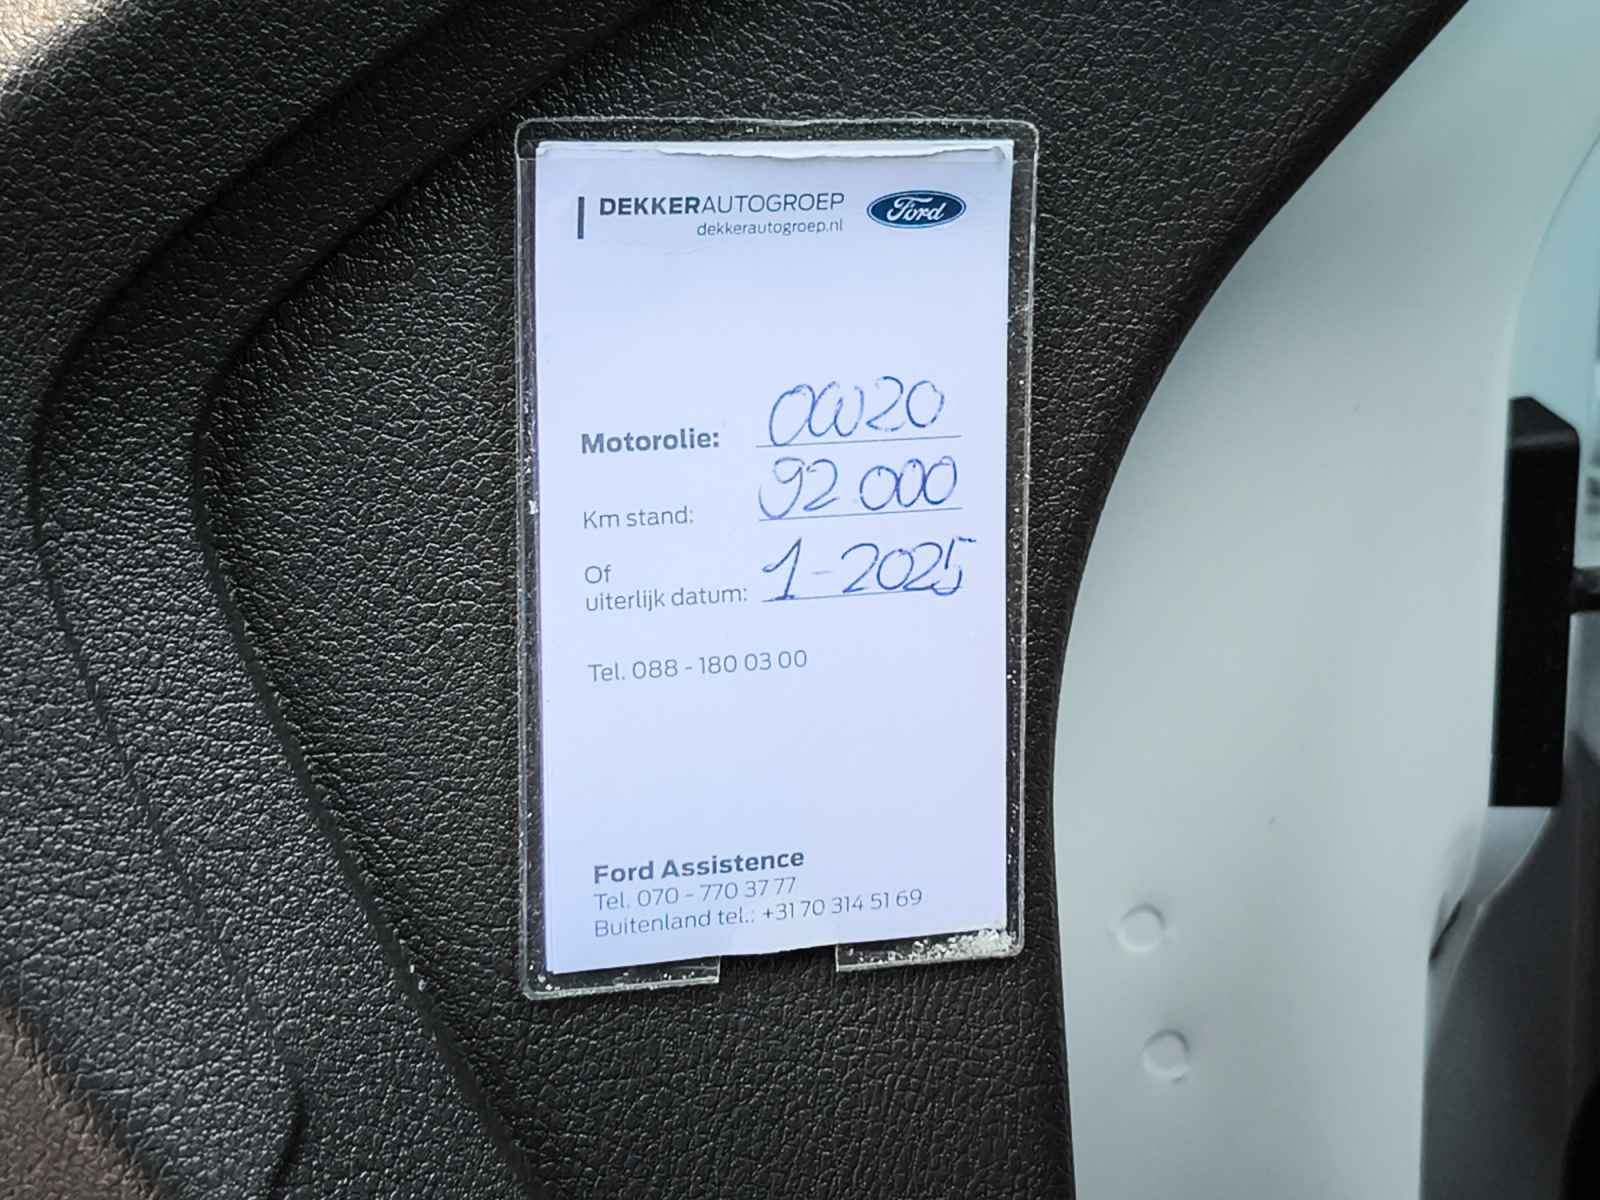 DEKKERAUTOGROEP Ford
dekkerautogroep.nl
Motorolie: 0W20
Km stand: 92 000
Of
uiterlijk datum: 1-2025
Tel. 088 - 180 03 00
Ford Assistence
Tel. 070 - 770 37 77
Buitenland tel.: +31 70 314 51 69